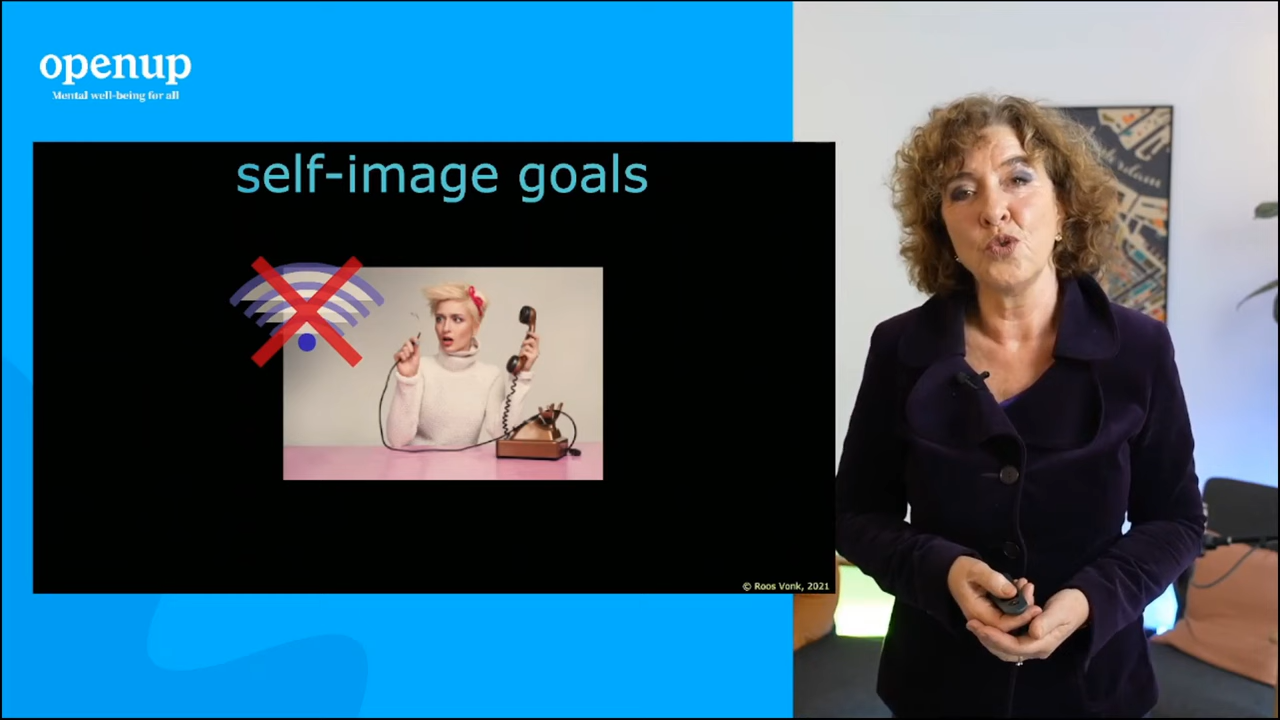 openup
Mental well-being for all
self-image goals
© Roos Vonk, 2021